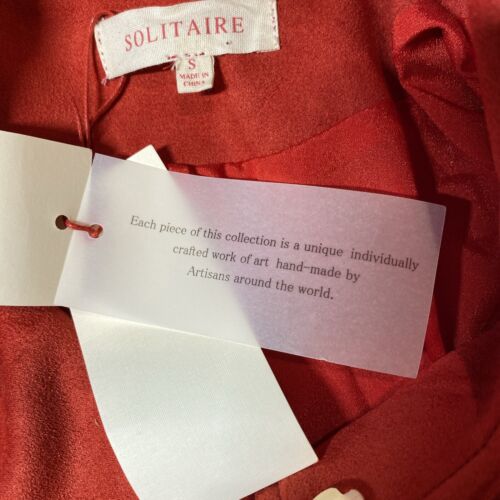 SOLITAIRE
S
MADE IN
CHINA
Each piece of this collection is a unique individually
crafted work of art hand-made by
Artisans around the world.